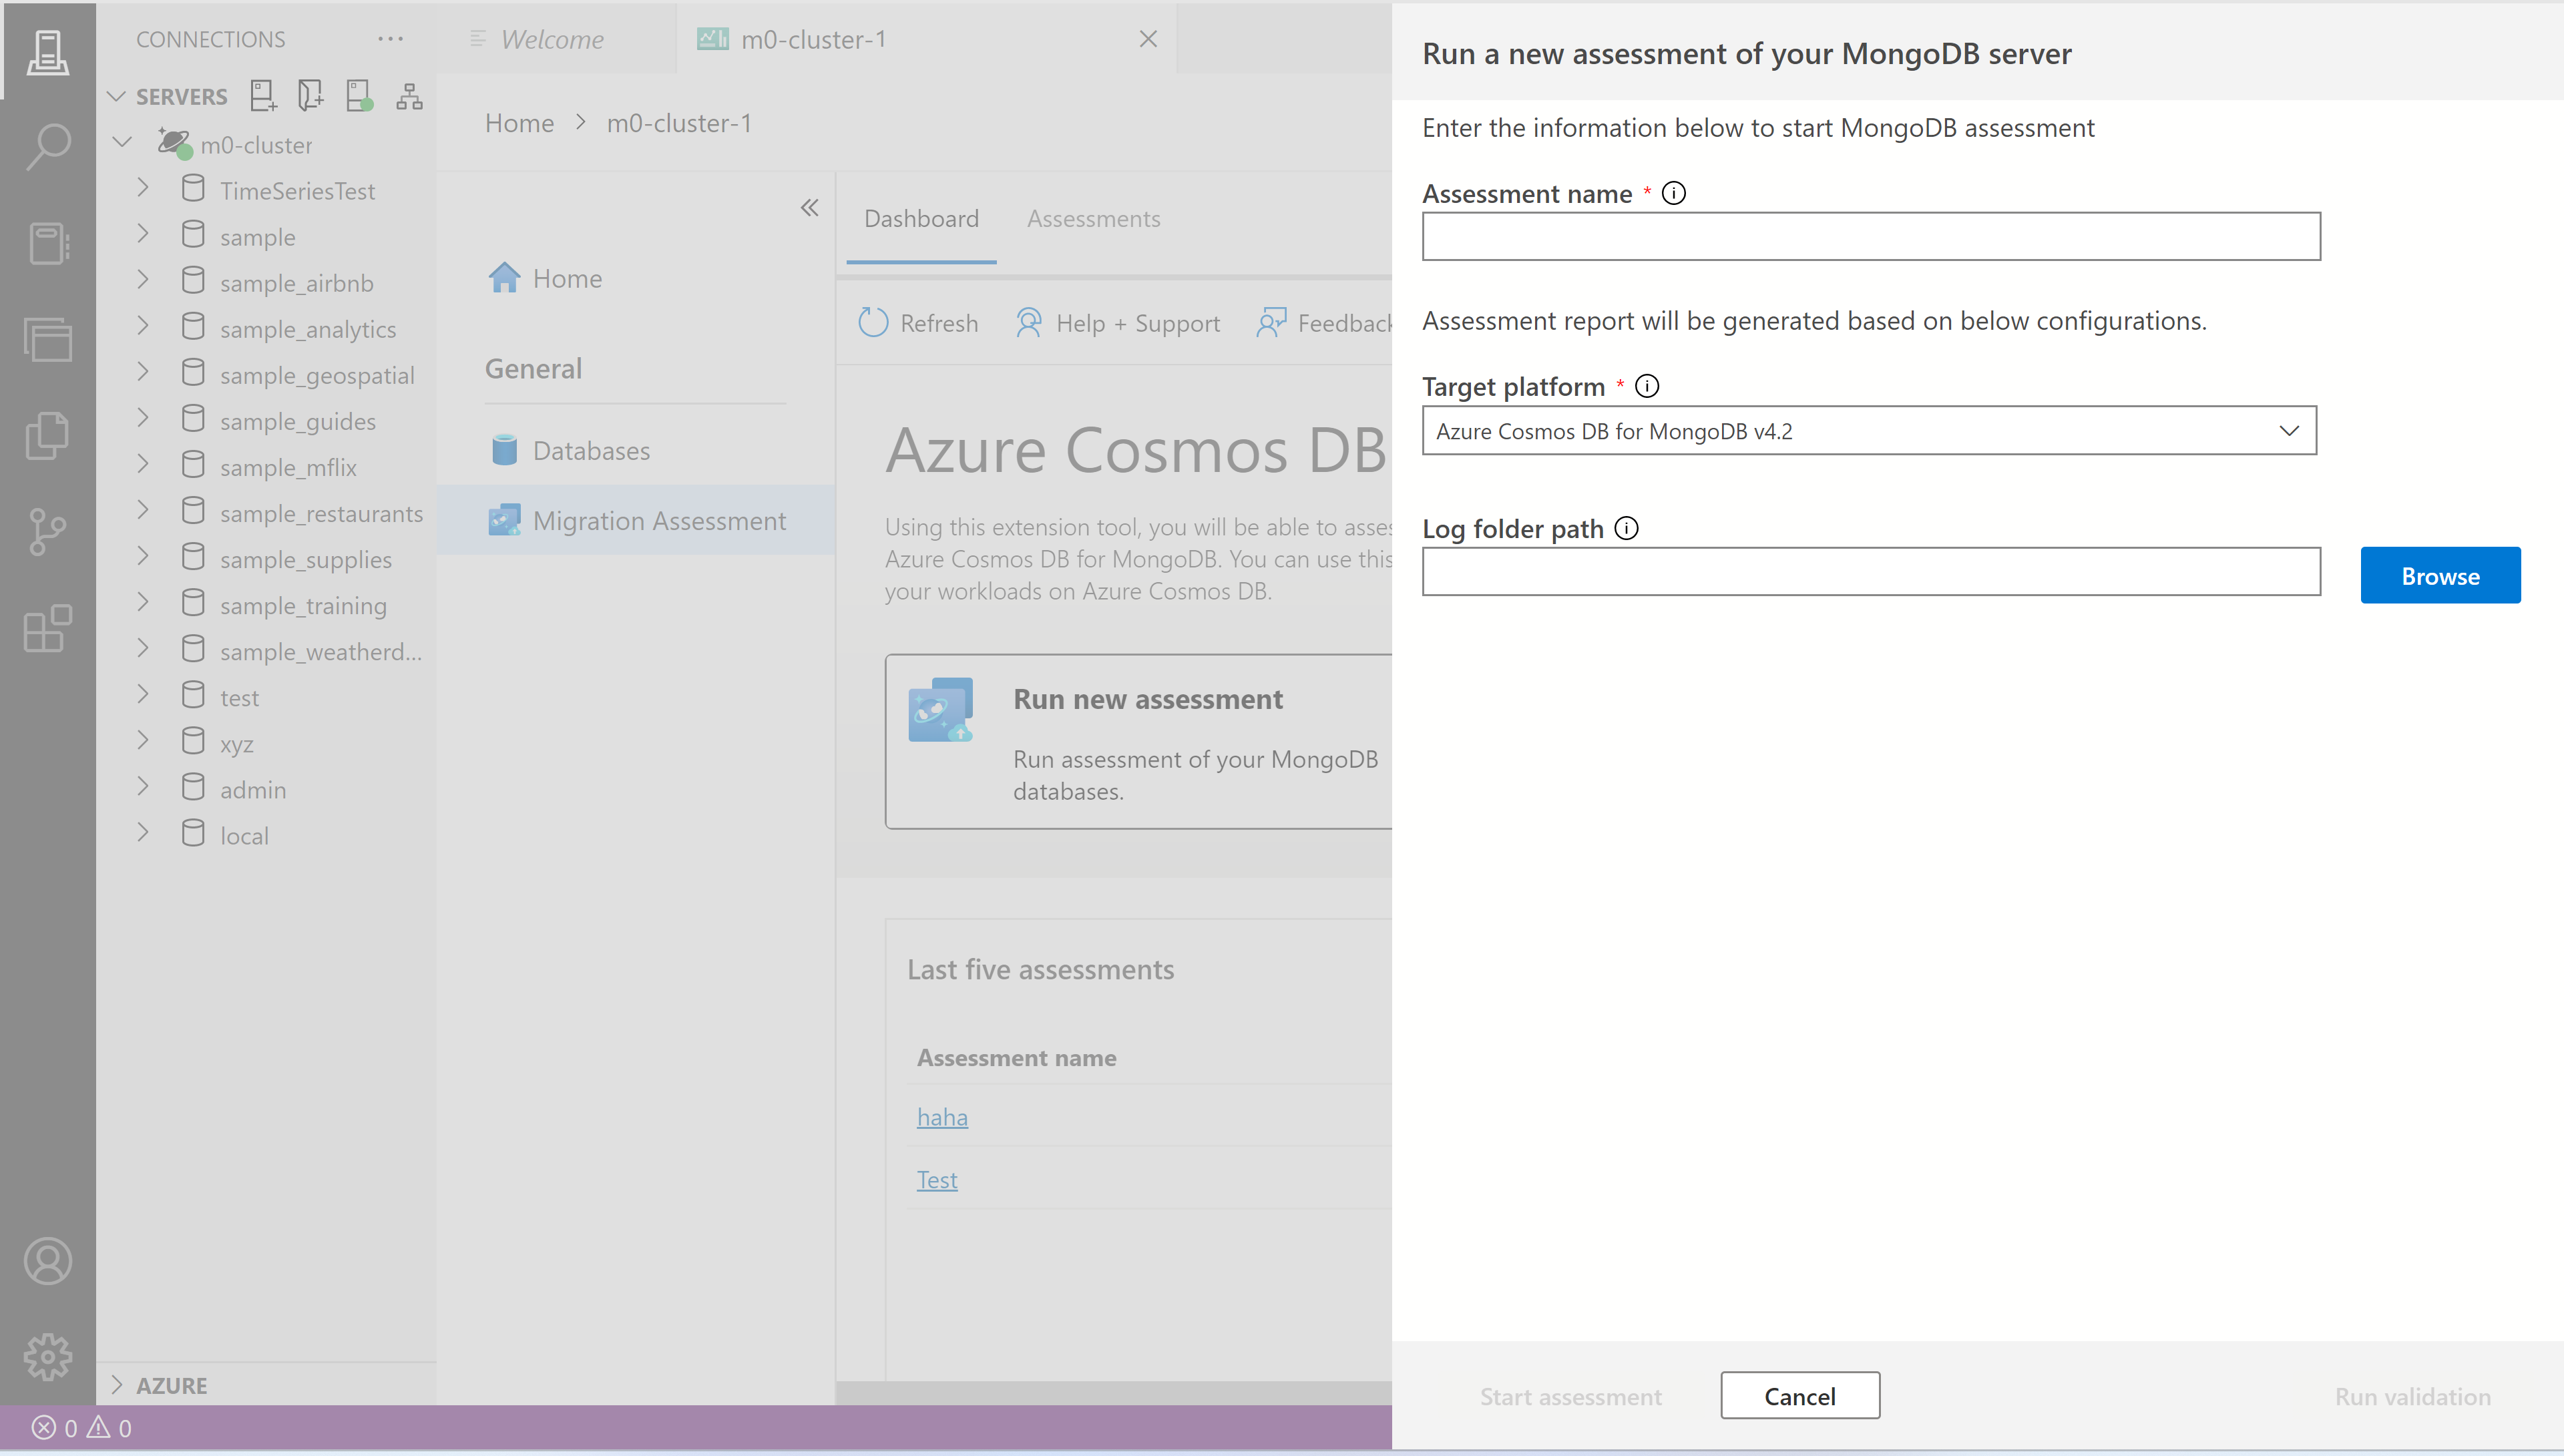 CONNECTIONS
SERVERS
m0-cluster
TimeSeriesTest
sample
sample_airbnb
sample_analytics
sample_geospatial
sample_guides
sample_mflix
sample_restaurants
sample_supplies
sample_training
sample_weatherd...
test
xyz
admin
local
AZURE
0 0
Welcome
m0-cluster-1
Home > m0-cluster-1
Home
General
Databases
Migration Assessment
Dashboard Assessments
Refresh Help + Support Feedback
Azure Cosmos DB
Using this extension tool, you will be able to asses
Azure Cosmos DB for MongoDB. You can use this
your workloads on Azure Cosmos DB.
Run new assessment
Run assessment of your MongoDB
databases.
Last five assessments
Assessment name
haha
Test
Run a new assessment of your MongoDB server
Enter the information below to start MongoDB assessment
Assessment name *
Assessment report will be generated based on below configurations.
Target platform *
Azure Cosmos DB for MongoDB v4.2
Log folder path
Browse
Start assessment
Cancel
Run validation